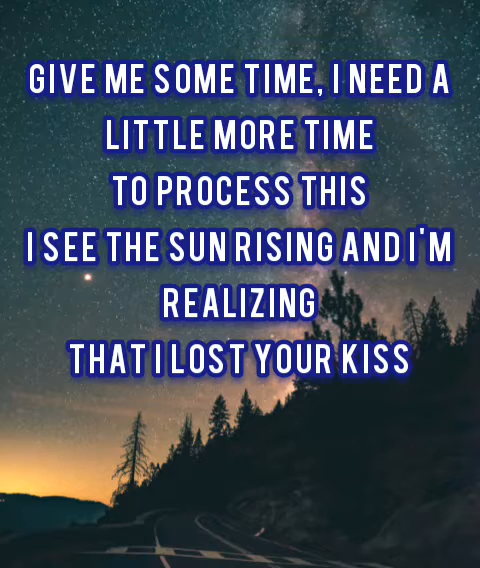 GIVE ME SOME TIME, I NEED A
LITTLE MORE TIME
TO PROCESS THIS
I SEE THE SUN RISING AND I'M
REALIZING
THAT I LOST YOUR KISS